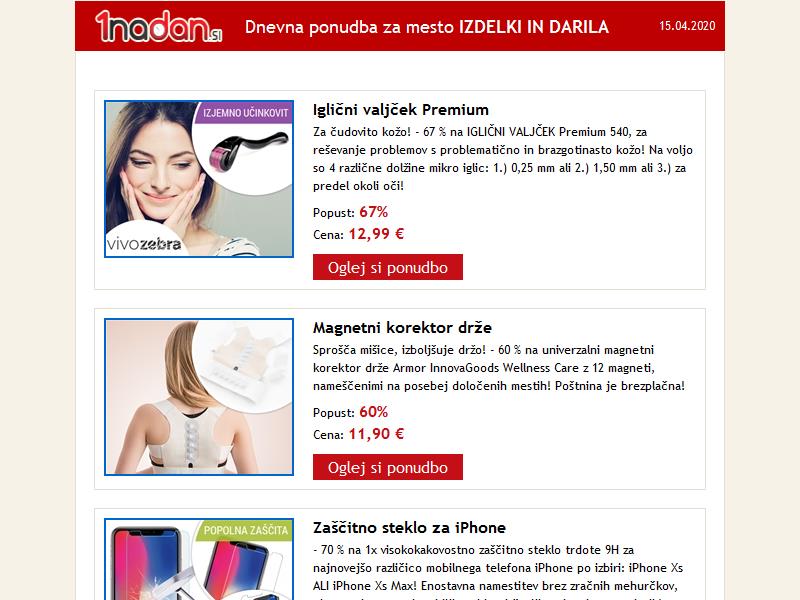 1nadan.si
Dnevna ponudba za mesto IZDELKI IN DARILA
15.04.2020
IZJEMNO UČINKOVIT
vivozebra
Iglični valjček Premium
Za čudovito kožo! - 67 % na IGLIČNI VALJČEK Premium 540, za
reševanje problemov s problematično in brazgotinasto kožo! Na voljo
so 4 različne dolžine mikro iglic: 1.) 0,25 mm ali 2.) 1,50 mm ali 3.) za
predel okoli oči!
Popust: 67%
Cena: 12,99 €
Oglej si ponudbo
Magnetni korektor drže
Sprošča mišice, izboljšuje držo! - 60 % na univerzalni magnetni
korektor drže Armor InnovaGoods Wellness Care z 12 magneti,
nameščenimi na posebej določenih mestih! Poštnina je brezplačna!
Popust: 60%
Cena: 11,90 €
Oglej si ponudbo
POPOLNA ZAŠČITA
Zaščitno steklo za iPhone
- 70 % na 1x visokokakovostno zaščitno steklo trdote 9H za
najnovejšo različico mobilnega telefona iPhone po izbiri: iPhone Xs
ALI iPhone Xs Max! Enostavna namestitev brez zračnih mehurčkov,